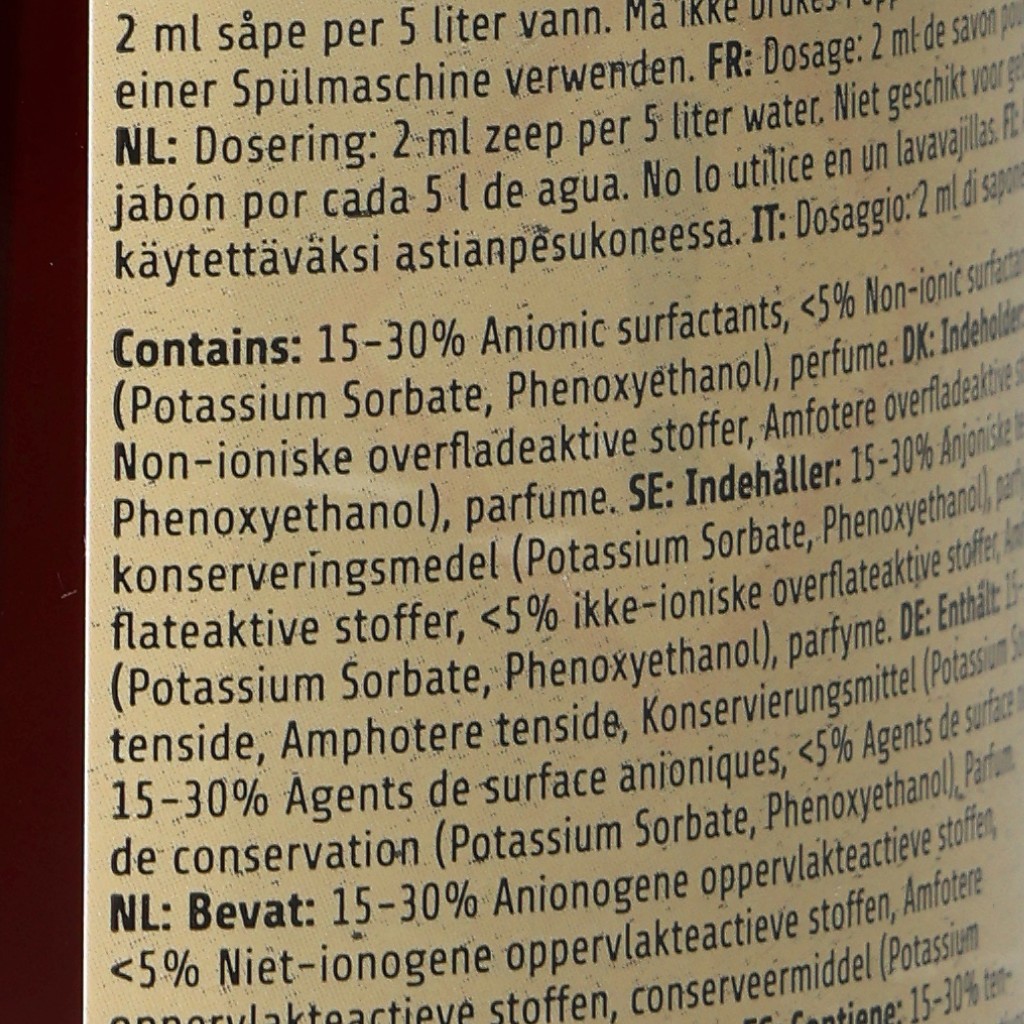 2 ml såpe per 5 liter vann. Må ikke
einer Spülmaschine verwenden. FR: Dosage: 2 ml de savon
NL: Dosering: 2 ml zeep per 5 liter water. Niet geschikt voor
jabón por cada 5 l de agua. No lo utilice en un lavavajillas.
käytettäväksi astianpesukoneessa. IT: Dosaggio: 2 ml di
Contains: 15-30% Anionic surfactants, <5% Non-ionic
(Potassium Sorbate, Phenoxyethanol), perfume. DK: Indeholder
Non-ioniske overfladeaktive stoffer, Amfotere overfladeaktive
Phenoxyethanol), parfume. SE: Indehåller: 15-30% Anjoniske
konserveringsmedel (Potassium Sorbate, Phenoxyethanol),
flateaktive stoffer, <5% ikke-ioniske overflateaktive stoffer,
(Potassium Sorbate, Phenoxyethanol), parfyme. DE: Enthält:
tenside, Amphotere tenside, Konservierungsmittel (Potassium
15-30% Agents de surface anioniques, <5% Agents de surface
de conservation (Potassium Sorbate, Phenoxyethanol), Parfum.
NL: Bevat: 15-30% Anionogene oppervlakteactieve stoffen,
<5% Niet-ionogene oppervlakteactieve stoffen, Amfotere
oppervlakteactieve stoffen, conserveermiddel (Potassium
Contiene: 15-30% ten-